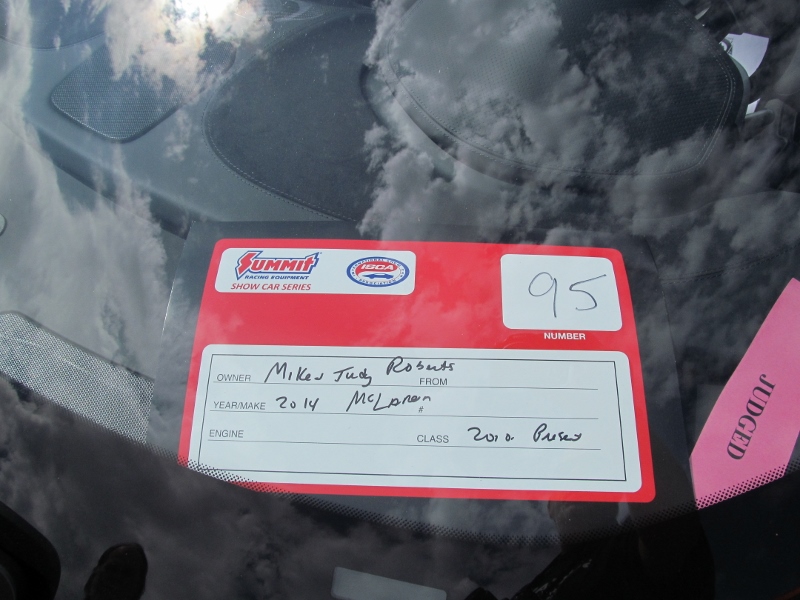 SUMMIT
RACING EQUIPMENT
SHOW CAR SERIES
ISCA
95
NUMBER
OWNER Mike & Judy Roberts FROM
YEAR/MAKE 2014 McLaren #
ENGINE CLASS 2010- Present
JUDGED